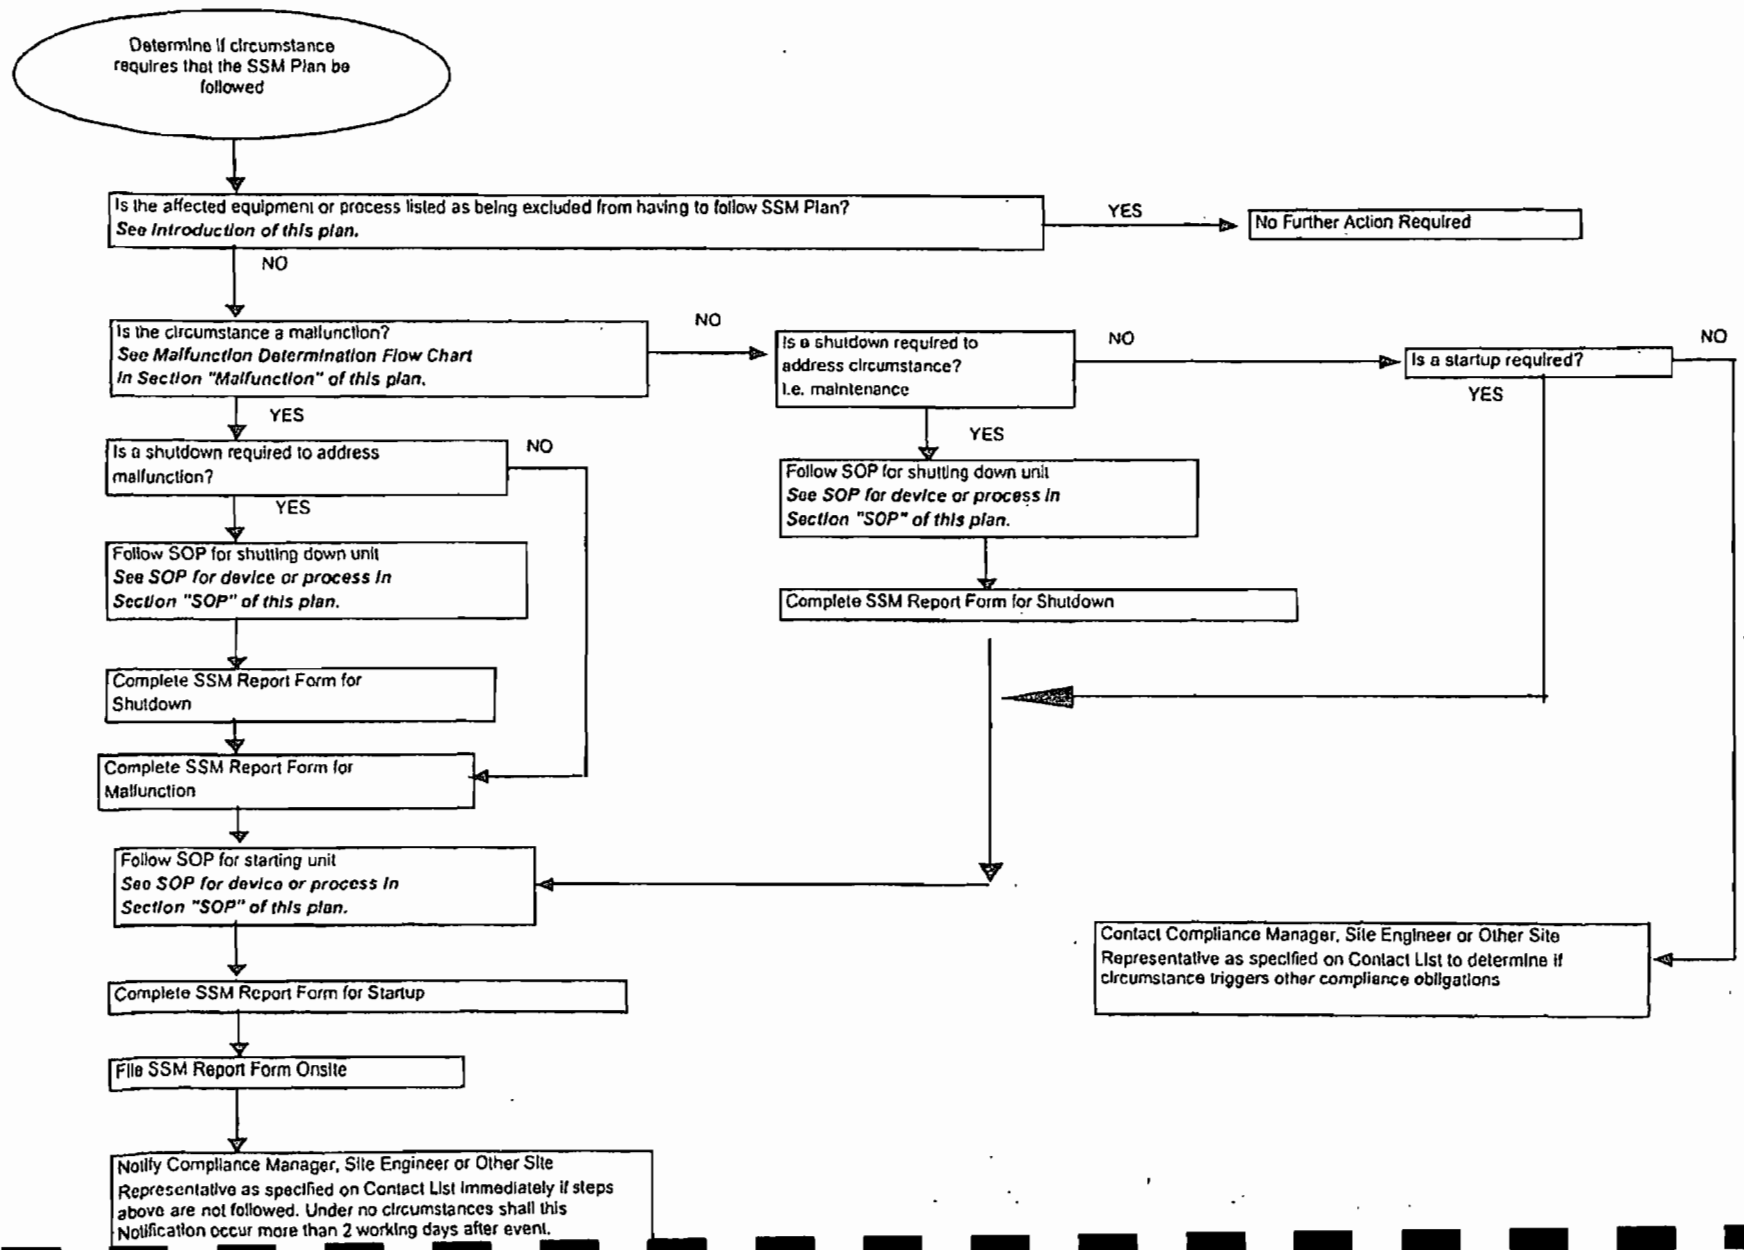 Determine if circumstance
requires that the SSM Plan be
followed
Is the affected equipment or process listed as being excluded from having to follow SSM Plan?
See Introduction of this plan.
YES
No Further Action Required
NO
Is the circumstance a malfunction?
See Malfunction Determination Flow Chart
in Section "Malfunction" of this plan.
NO
Is a shutdown required to
address circumstance?
I.e. maintenance
NO
Is a startup required?
NO
YES
YES
Is a shutdown required to address
malfunction?
NO
YES
Follow SOP for shutting down unit
See SOP for device or process in
Section "SOP" of this plan.
YES
Follow SOP for shutting down unit
See SOP for device or process in
Section "SOP" of this plan.
Complete SSM Report Form for Shutdown
Complete SSM Report Form for
Shutdown
Complete SSM Report Form for
Malfunction
Follow SOP for starting unit
See SOP for device or process in
Section "SOP" of this plan.
Contact Compliance Manager, Site Engineer or Other Site
Representative as specified on Contact List to determine if
circumstance triggers other compliance obligations
Complete SSM Report Form for Startup
File SSM Report Form Onsite
Notify Compliance Manager, Site Engineer or Other Site
Representative as specified on Contact List immediately if steps
above are not followed. Under no circumstances shall this
Notification occur more than 2 working days after event.